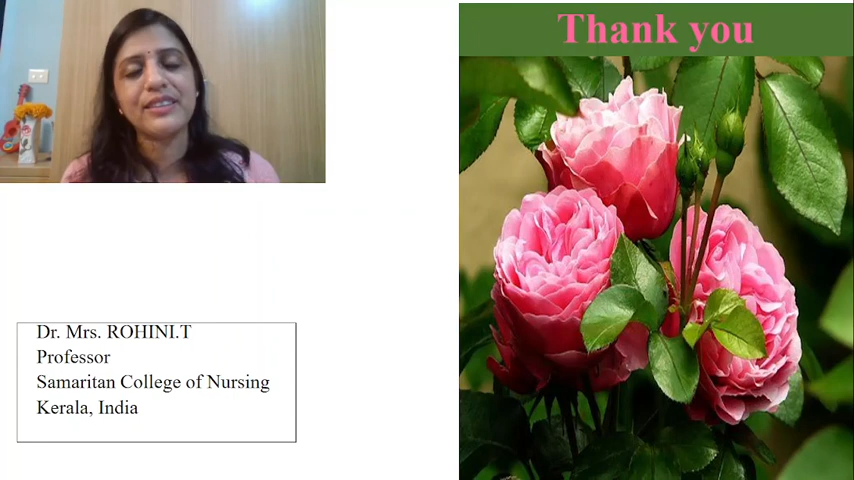 Thank you
Dr. Mrs. ROHINI.T
Professor
Samaritan College of Nursing
Kerala, India